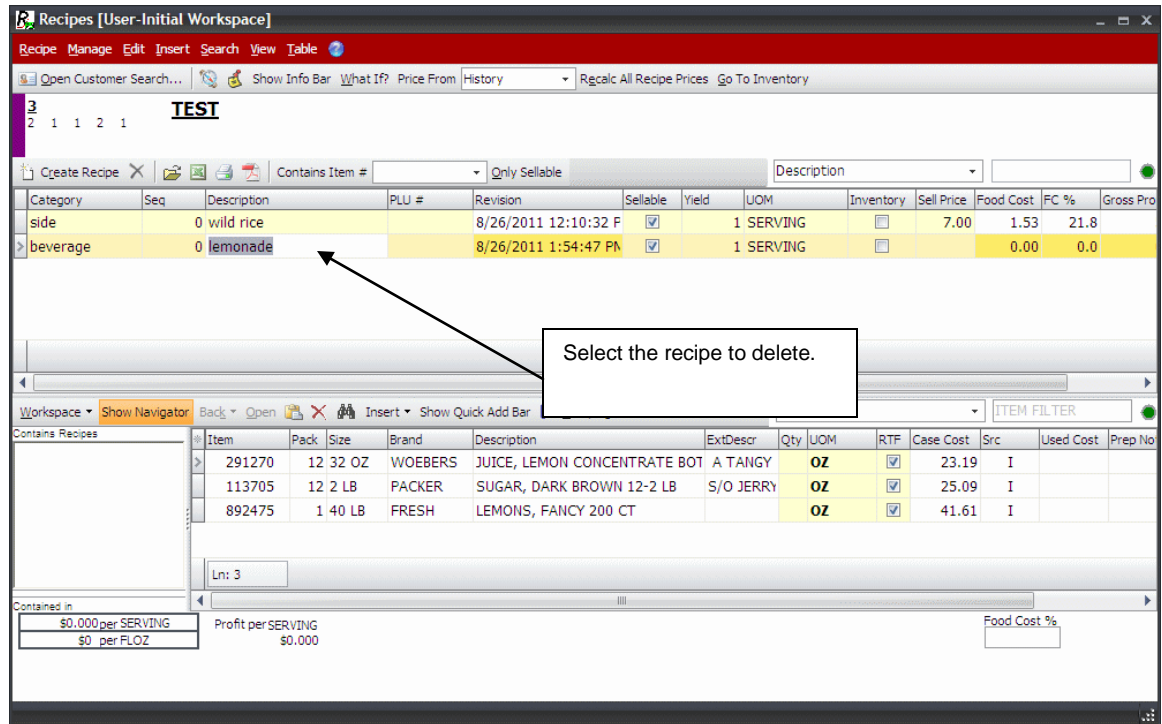 Recipes [User-Initial Workspace]
Recipe Manage Edit Insert Search View Table
Open Customer Search... Show Info Bar What If? Price From History Recalc All Recipe Prices Go To Inventory
3 TEST
2 1 1 2 1
Create Recipe Contains Item # Only Sellable Description
Category Seq Description PLU # Revision Sellable Yield UOM Inventory Sell Price Food Cost FC % Gross Pro
side 0 wild rice 8/26/2011 12:10:32 P 1 SERVING 7.00 1.53 21.8
beverage 0 lemonade 8/26/2011 1:54:47 PM 1 SERVING 0.00 0.0
Select the recipe to delete.
Workspace Show Navigator Back Open Insert Show Quick Add Bar ITEM FILTER
Contains Recipes
Item Pack Size Brand Description ExtDescr Qty UOM RTF Case Cost Src Used Cost Prep No
291270 12 32 OZ WOEBERS JUICE, LEMON CONCENTRATE BOT A TANGY OZ 23.19 I
113705 12 2 LB PACKER SUGAR, DARK BROWN 12-2 LB S/O JERRY OZ 25.09 I
892475 1 40 LB FRESH LEMONS, FANCY 200 CT OZ 41.61 I
Ln: 3
Contained in
$0.000 per SERVING Profit per SERVING Food Cost %
$0 per FLOZ $0.000